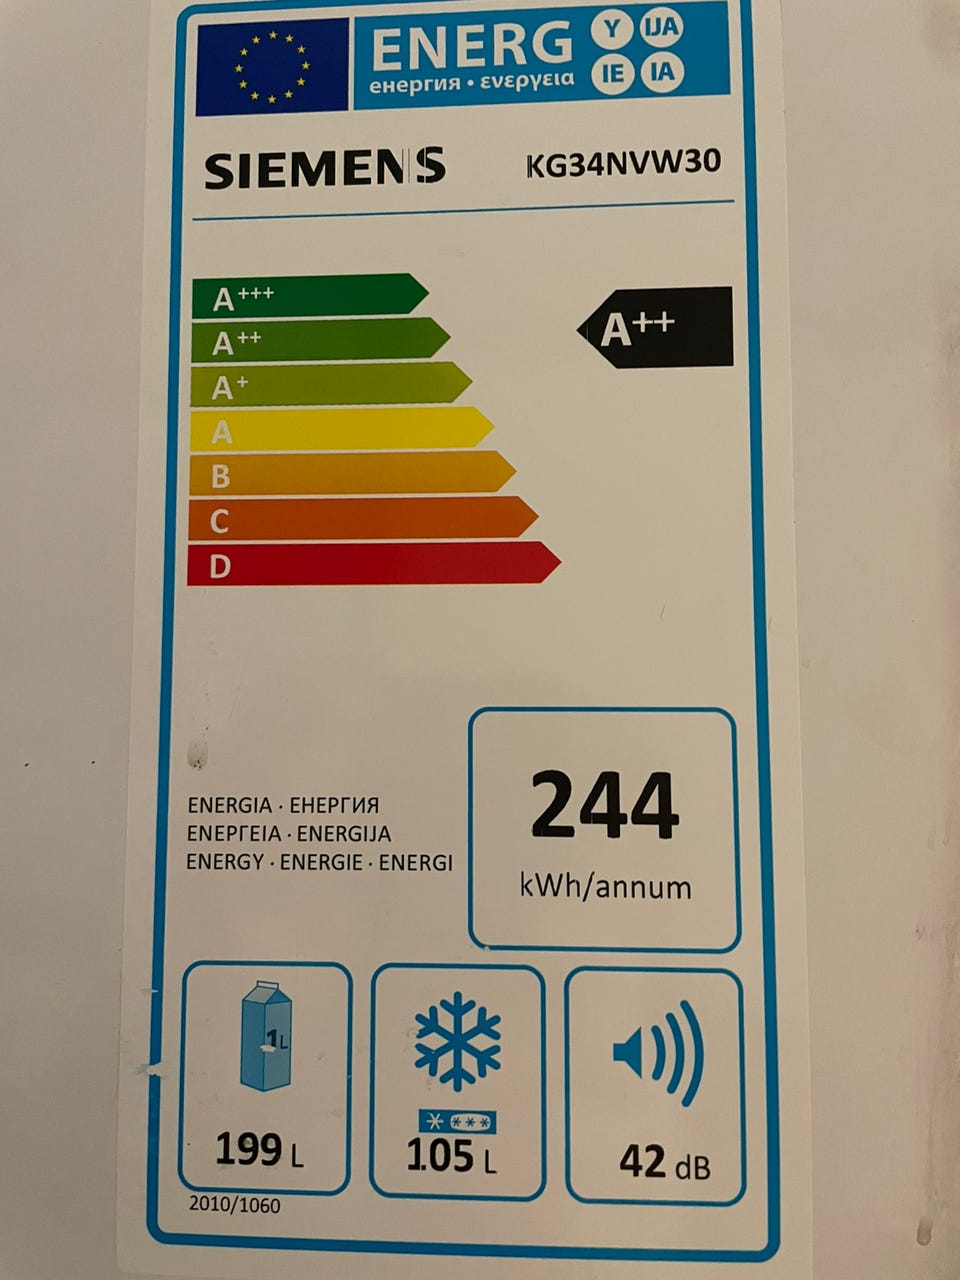 ENERG Y IJA
енергия · ενεργεια IE IA
SIEMENS KG34NVW30
A+++
A++ A++
A+
A
B
C
D
244
kWh/annum
ENERGIA · ЕНЕРГИЯ
ΕΝΕΡΓΕΙΑ · ENERGIJA
ENERGY · ENERGIE · ENERGI
1L
199 L 105 L 42 dB
2010/1060